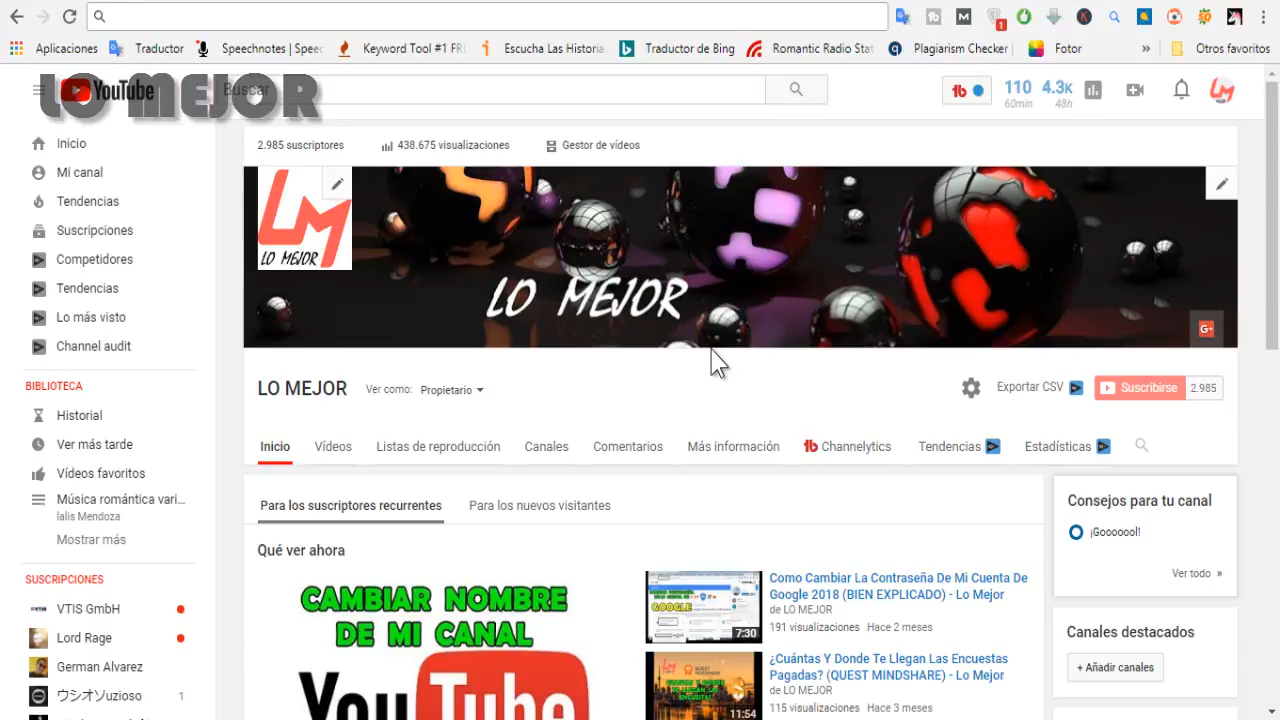 Aplicaciones
Traductor
Speechnotes | Speec
Keyword Tool #1 FRE
Escucha Las Historia
Traductor de Bing
Romantic Radio Stat
Plagiarism Checker |
Fotor
»
Otros favoritos
LO MEJOR
YouTube
Buscar
110
60min
4.3K
48h
Inicio
Mi canal
Tendencias
Suscripciones
Competidores
Tendencias
Lo más visto
Channel audit
BIBLIOTECA
Historial
Ver más tarde
Vídeos favoritos
Música romántica vari...
lalis Mendoza
Mostrar más
SUSCRIPCIONES
VTIS GmbH
Lord Rage
German Alvarez
ウシオソuzioso 1
2.985 suscriptores
438.675 visualizaciones
Gestor de vídeos
LM
LO MEJOR
LO MEJOR
G+
LO MEJOR
Ver como: Propietario
Exportar CSV
Suscribirse 2.985
Inicio
Vídeos
Listas de reproducción
Canales
Comentarios
Más información
Channelytics
Tendencias
Estadísticas
Para los suscriptores recurrentes
Para los nuevos visitantes
Qué ver ahora
CAMBIAR NOMBRE
DE MI CANAL
YouTube
7:30
Como Cambiar La Contraseña De Mi Cuenta De
Google 2018 (BIEN EXPLICADO) - Lo Mejor
de LO MEJOR
191 visualizaciones Hace 2 meses
11:54
¿Cuántas Y Donde Te Llegan Las Encuestas
Pagadas? (QUEST MINDSHARE) - Lo Mejor
de LO MEJOR
115 visualizaciones Hace 3 meses
Consejos para tu canal
¡Gooooool!
Ver todo »
Canales destacados
+ Añadir canales